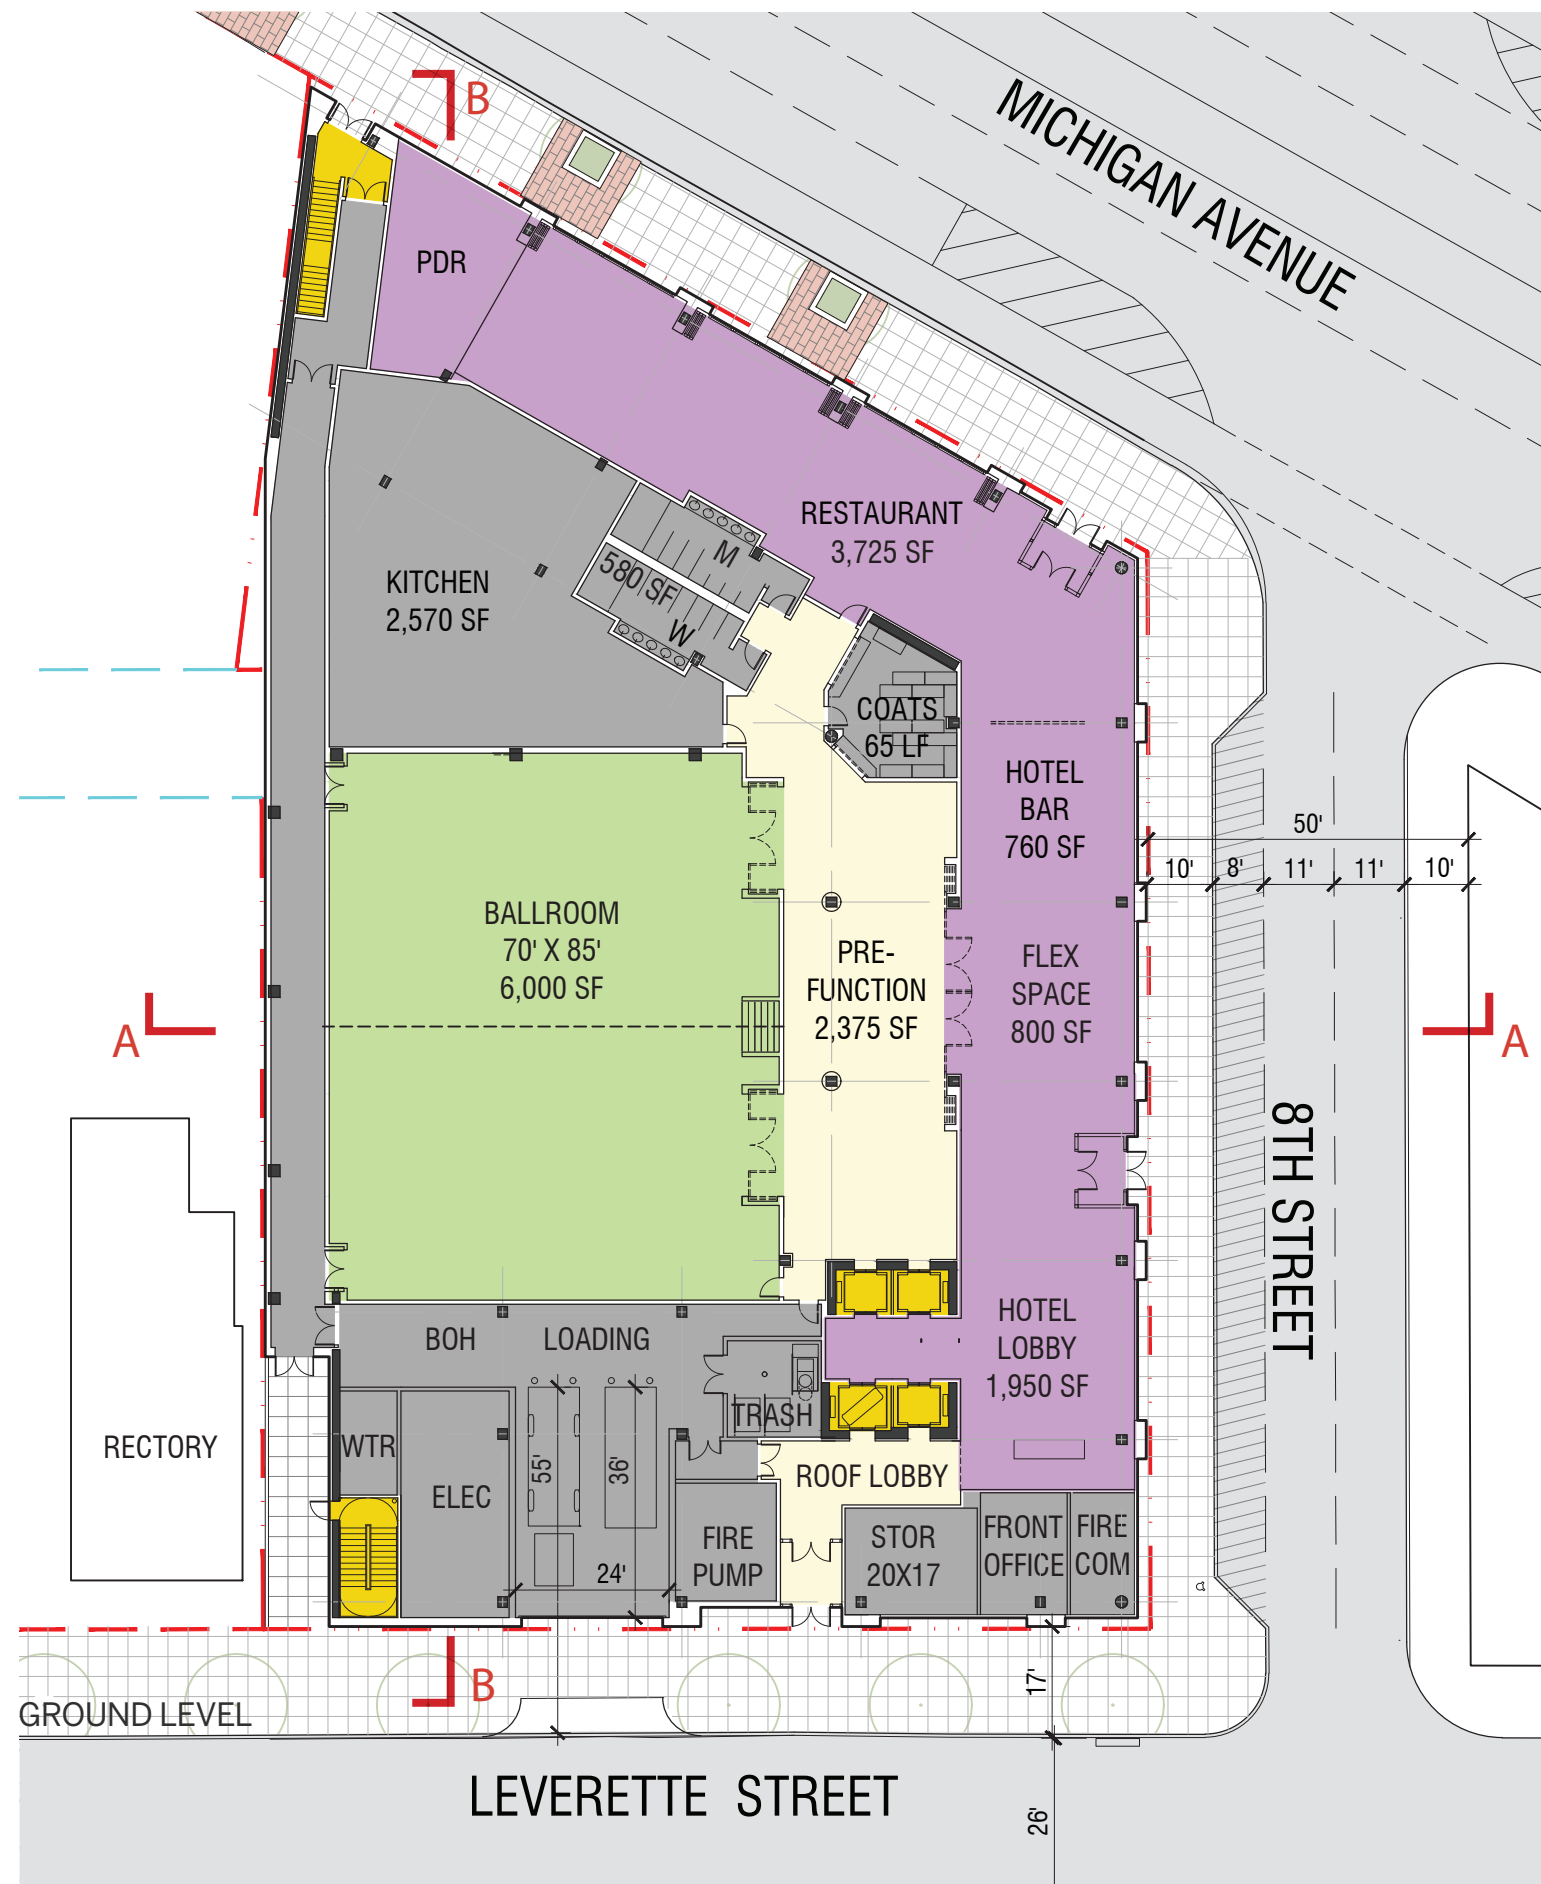 B
MICHIGAN AVENUE
PDR
RESTAURANT
3,725 SF
M
580 SF
W
KITCHEN
2,570 SF
COATS
65 LF
HOTEL
BAR
760 SF
50'
10'
8'
11'
11'
10'
BALLROOM
70' X 85'
6,000 SF
PRE-
FUNCTION
2,375 SF
FLEX
SPACE
800 SF
A
A
8TH STREET
HOTEL
LOBBY
1,950 SF
BOH
LOADING
TRASH
RECTORY
WTR
ELEC
55'
36'
ROOF LOBBY
24'
FIRE
PUMP
STOR
20X17
FRONT
OFFICE
FIRE
COM
B
17'
GROUND LEVEL
LEVERETTE STREET
26'